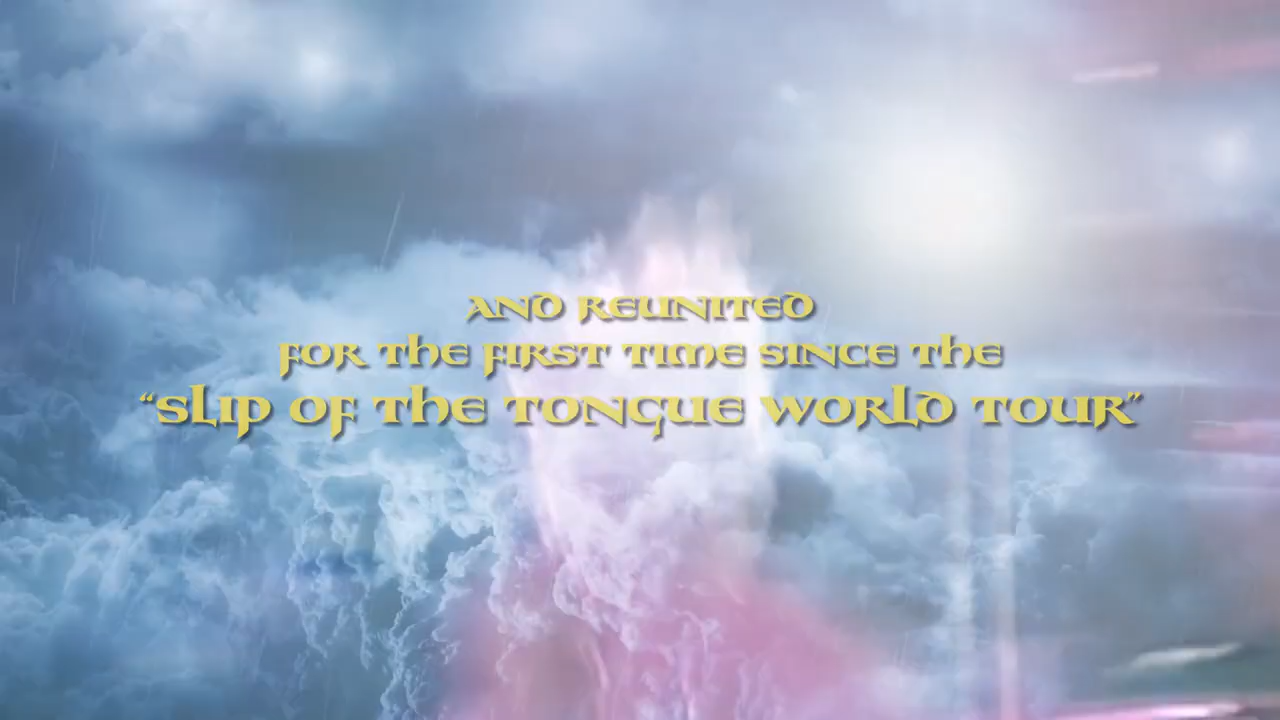 AND REUNITED
FOR THE FIRST TIME SINCE THE
“SLIP OF THE TONGUE WORLD TOUR”